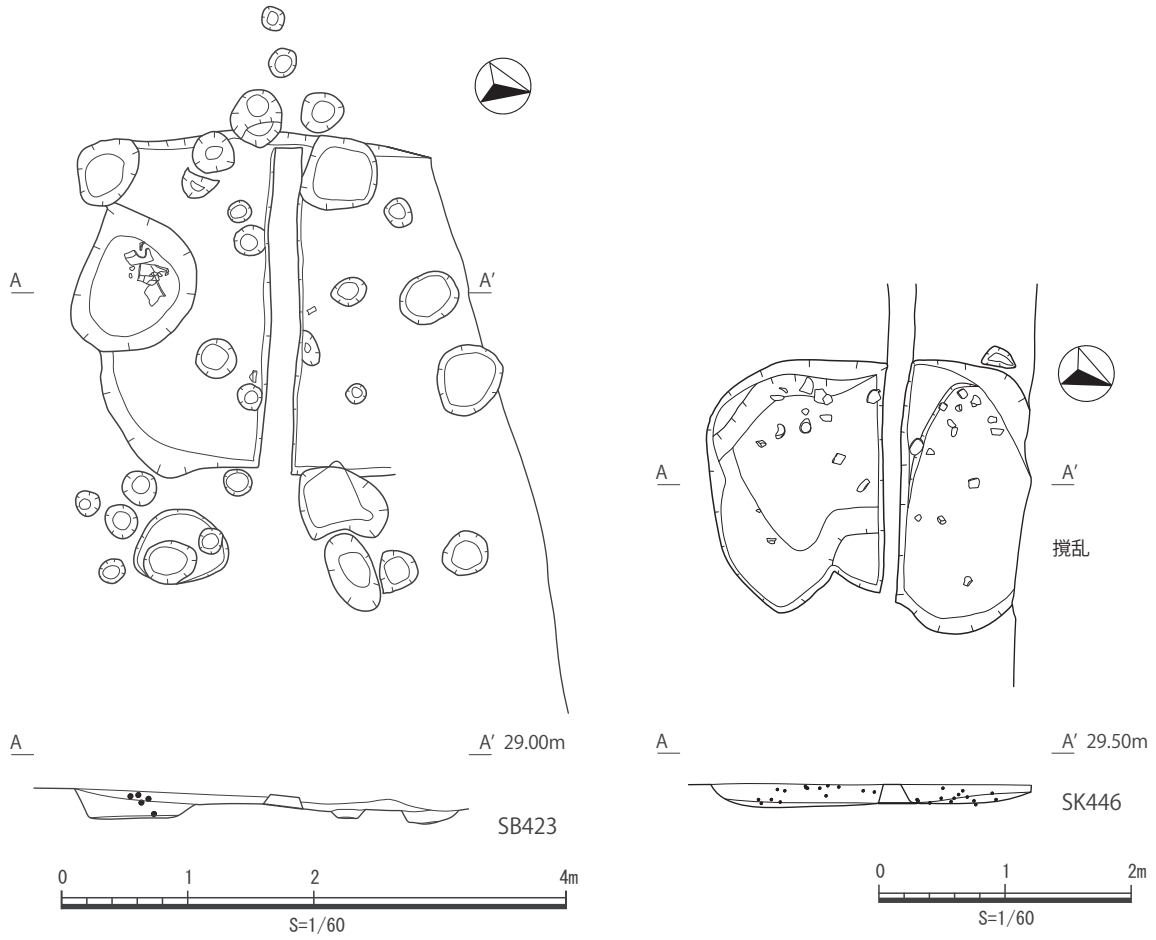 A A′
A A′
撹乱
A A′ 29.00m
SB423
A A′ 29.50m
SK446
0 1 2 4m
S=1/60
0 1 2m
S=1/60